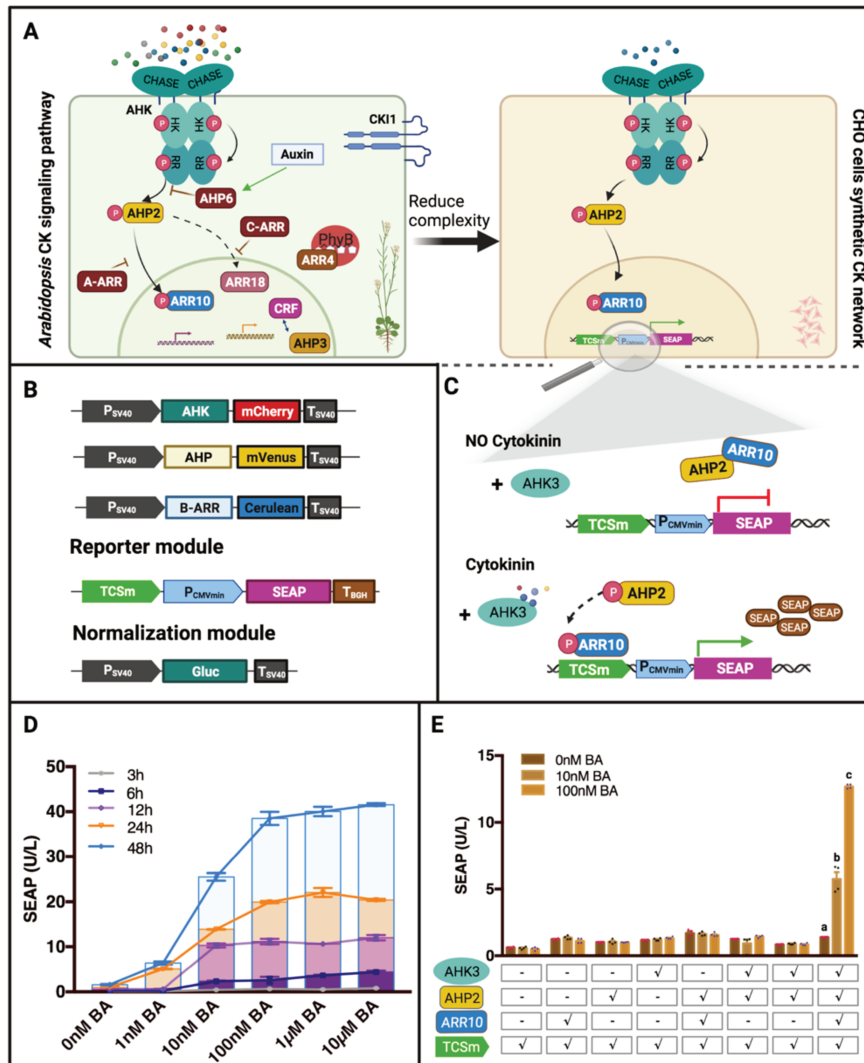 A
CHASE CHASE
AHK
P HK HK P
P RR RR P
CKI1
Auxin
AHP6
P AHP2
C-ARR
PhyB
ARR4
A-ARR
P ARR10
ARR18
CRF
AHP3
Arabidopsis CK signaling pathway
Reduce
complexity
CHASE CHASE
P HK HK P
P RR RR P
P AHP2
P ARR10
TCSm PCMVmin SEAP
CHO cells synthetic CK network
B
PSV40 AHK mCherry TSV40
PSV40 AHP mVenus TSV40
PSV40 B-ARR Cerulean TSV40
Reporter module
TCSm PCMVmin SEAP TBGH
Normalization module
PSV40 Gluc TSV40
C
NO Cytokinin
+ AHK3
AHP2 ARR10
TCSm PCMVmin SEAP
Cytokinin
+ AHK3
P AHP2
P ARR10
SEAP SEAP SEAP SEAP
TCSm PCMVmin SEAP
D
SEAP (U/L)
50
40
30
20
10
0
3h
6h
12h
24h
48h
0nM BA 1nM BA 10nM BA 100nM BA 1µM BA 10µM BA
E
SEAP (U/L)
15
10
5
0
0nM BA
10nM BA
100nM BA
a b c
AHK3 - - - √ - √ √ √
AHP2 - - √ - √ √ √ √
ARR10 - √ - - √ - - √
TCSm √ √ √ √ √ √ √ √